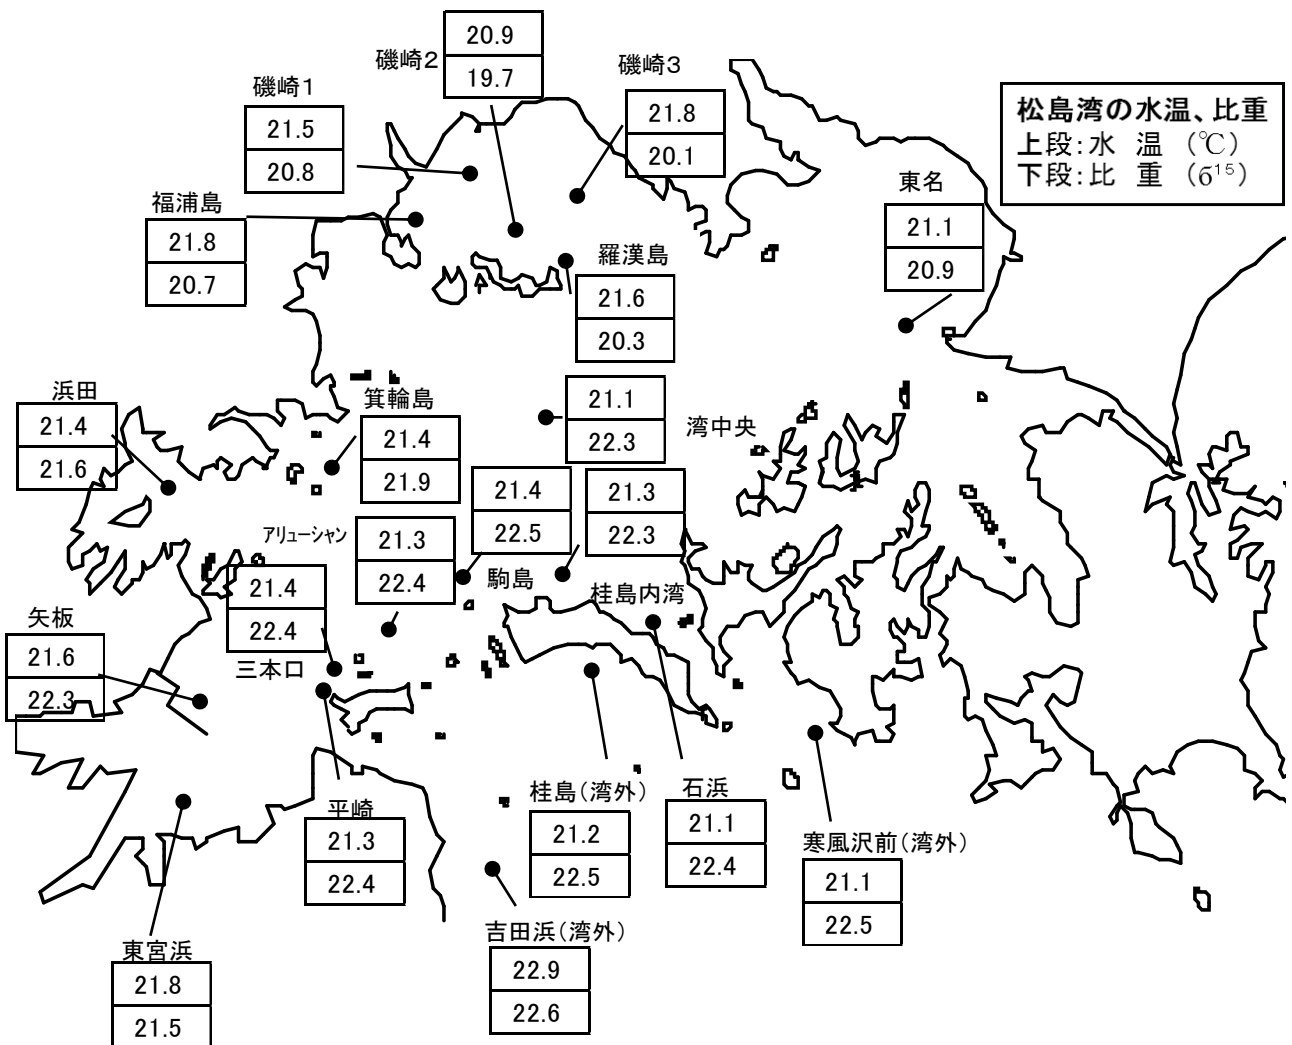 磯崎2
20.9
19.7
磯崎3
21.8
20.1
磯崎1
21.5
20.8
松島湾の水温、比重
上段:水 温 (℃)
下段:比 重 (б¹⁵)
福浦島
21.8
20.7
東名
21.1
20.9
羅漢島
21.6
20.3
浜田
21.4
21.6
箕輪島
21.4
21.9
21.1
22.3
湾中央
21.4
22.5
駒島
21.3
22.3
桂島内湾
アリューシャン
21.3
22.4
21.4
22.4
三本口
矢板
21.6
22.3
平崎
21.3
22.4
桂島(湾外)
21.2
22.5
石浜
21.1
22.4
寒風沢前(湾外)
21.1
22.5
吉田浜(湾外)
22.9
22.6
東宮浜
21.8
21.5